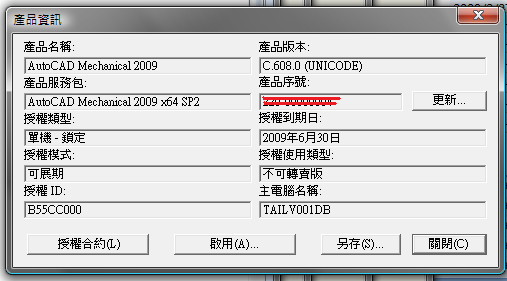 產品資訊
產品名稱:
產品版本:
AutoCAD Mechanical 2009
C.608.0 (UNICODE)
產品服務包:
產品序號:
AutoCAD Mechanical 2009 x64 SP2
更新...
授權類型:
授權到期日:
單機 - 鎖定
2009年6月30日
授權模式:
授權使用類型:
可展期
不可轉賣版
授權 ID:
主電腦名稱:
B55CC000
TAILV001DB
授權合約(L)
啟用(A)...
另存(S)...
關閉(C)